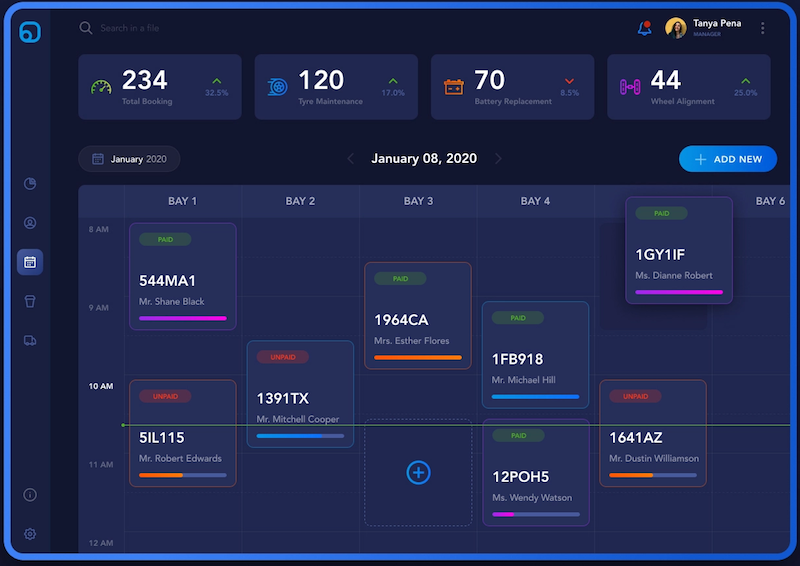 Search in a file
Tanya Pena
MANAGER
234
Total Booking
32.5%
120
Tyre Maintenance
17.0%
70
Battery Replacement
8.5%
44
Wheel Alignment
25.0%
January 2020
January 08, 2020
ADD NEW
BAY 1
BAY 2
BAY 3
BAY 4
BAY 6
8 AM
9 AM
10 AM
11 AM
12 AM
PAID
544MA1
Mr. Shane Black
UNPAID
5IL115
Mr. Robert Edwards
UNPAID
1391TX
Mr. Mitchell Cooper
PAID
1964CA
Mrs. Esther Flores
PAID
1FB918
Mr. Michael Hill
PAID
12POH5
Ms. Wendy Watson
PAID
1GY1IF
Ms. Dianne Robert
UNPAID
1641AZ
Mr. Dustin Williamson